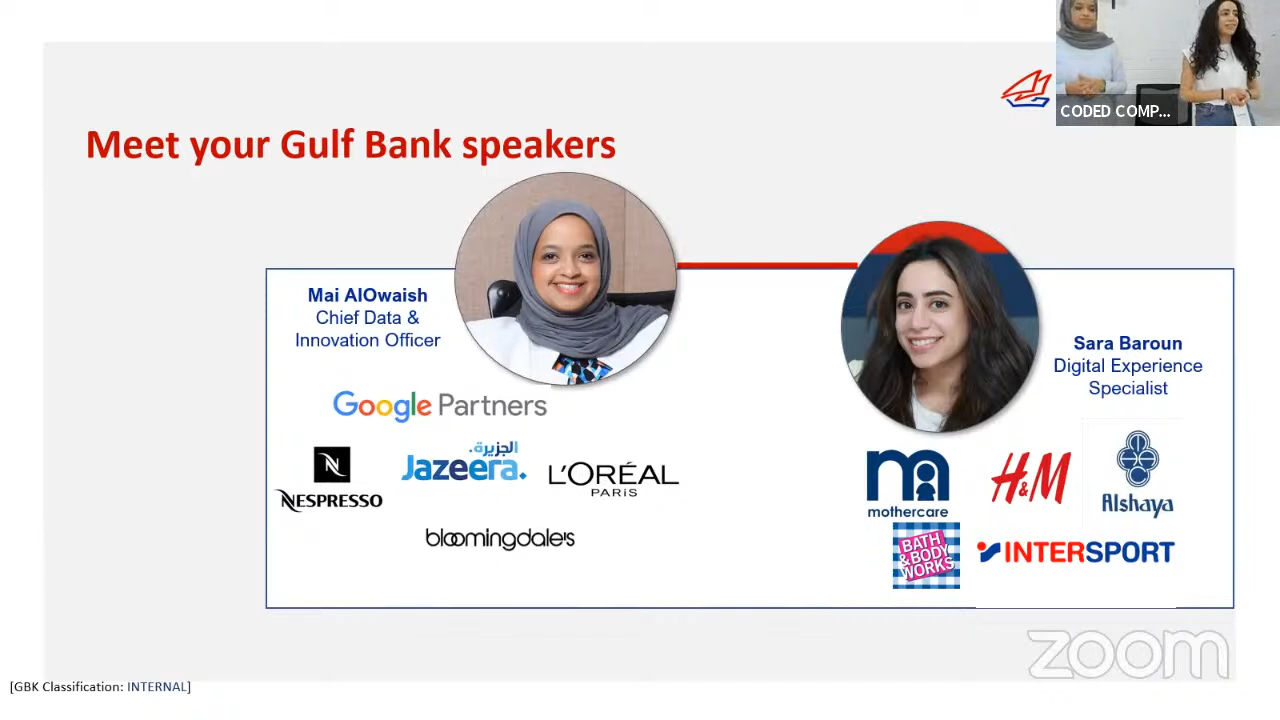 CODED COMP...
Meet your Gulf Bank speakers
Mai AlOwaish
Chief Data &
Innovation Officer
Google Partners
N
NESPRESSO
الجزيرة.
Jazeera.
L'ORÉAL
PARIS
bloomingdale's
Sara Baroun
Digital Experience
Specialist
mothercare
H&M
Alshaya
BATH
& BODY
WORKS
INTERSPORT
zoom
[GBK Classification: INTERNAL]